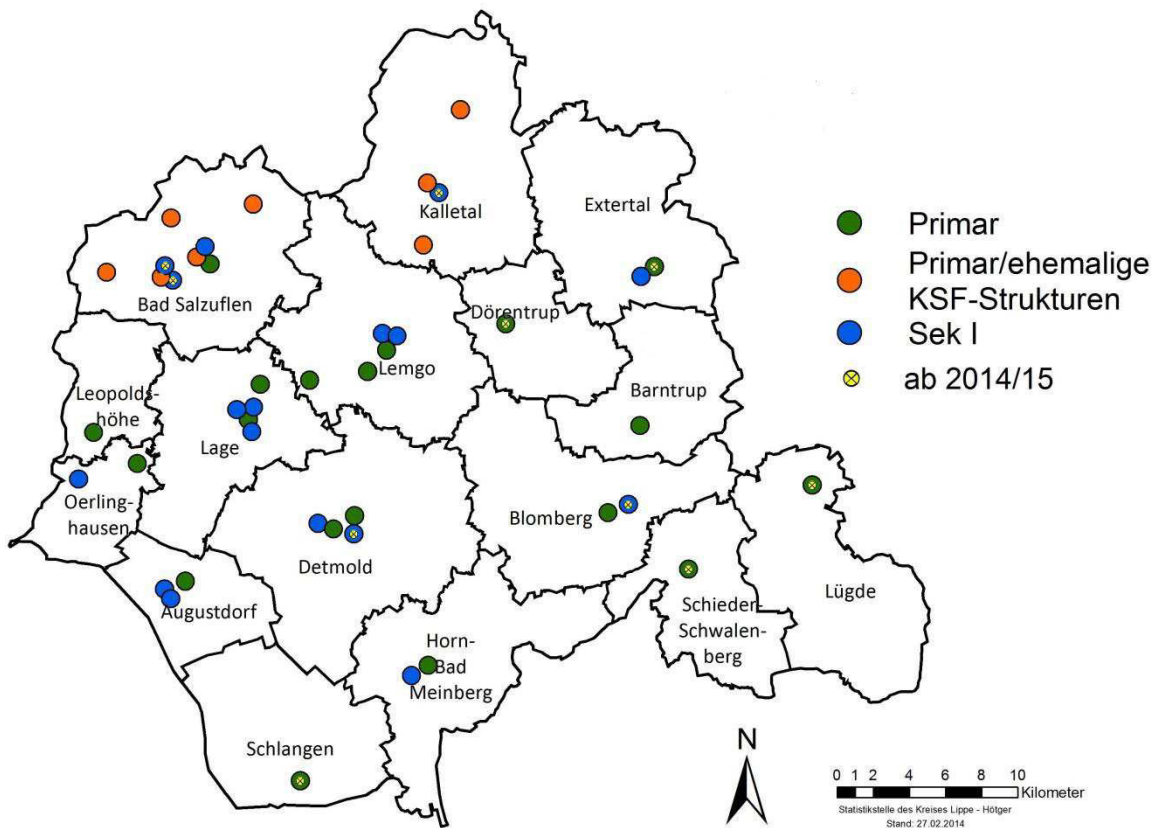 Kalletal
Extertal
Bad Salzuflen
Dörentrup
Lemgo
Leopolds-
höhe
Barntrup
Lage
Oerling-
hausen
Blomberg
Detmold
Lügde
Augustdorf
Schieder-
Schwalen-
berg
Horn-
Bad
Meinberg
Schlangen
Primar
Primar/ehemalige
KSF-Strukturen
Sek I
ab 2014/15
N
0 1 2 4 6 8 10
Kilometer
Statistikstelle des Kreises Lippe - Hötger
Stand: 27.02.2014